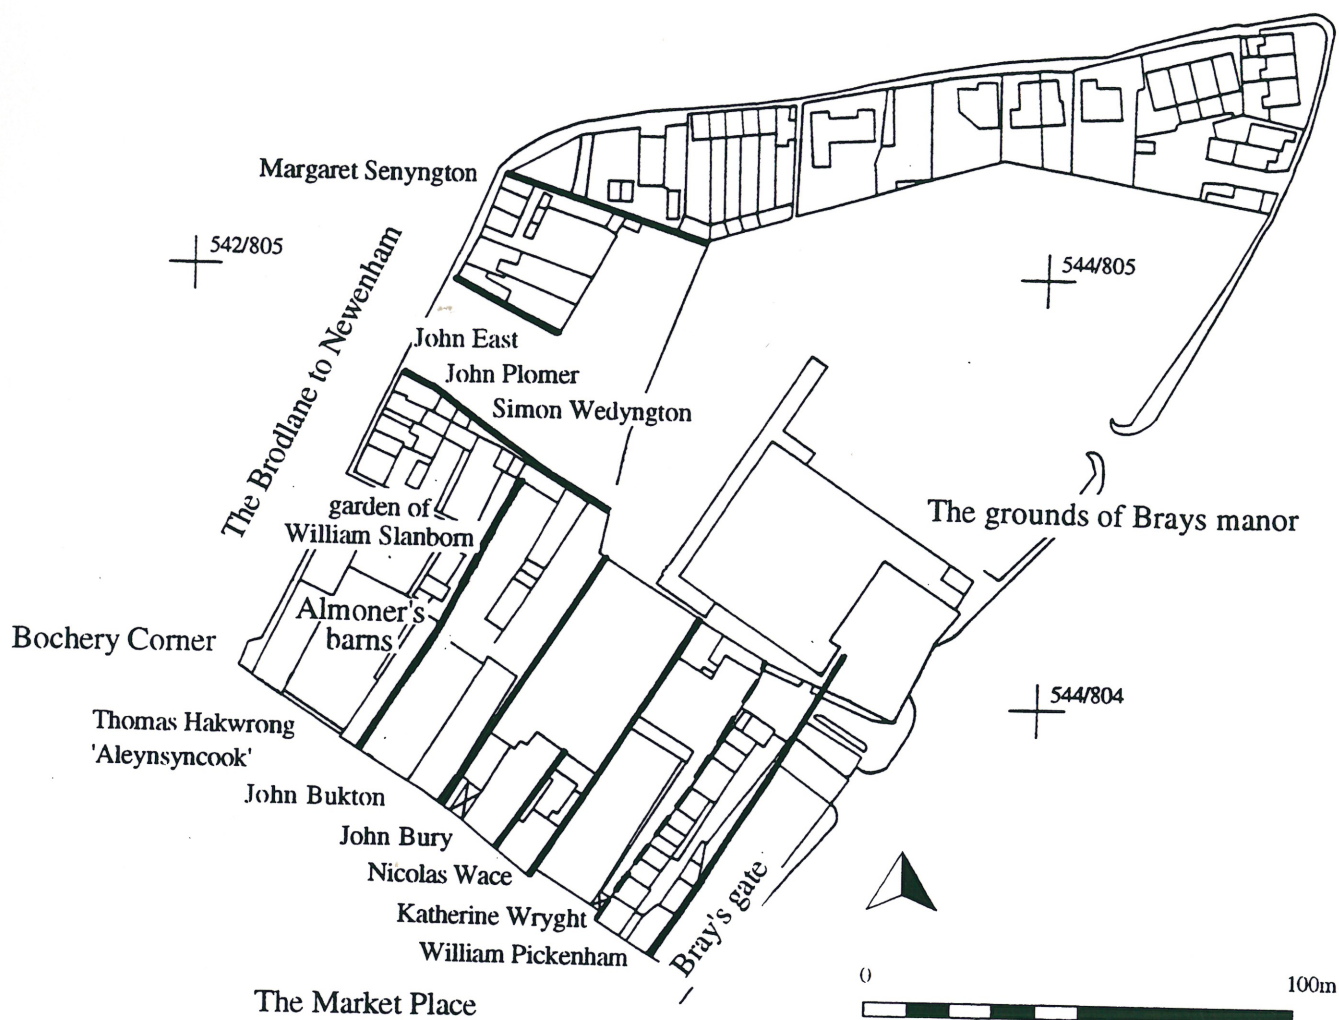 Margaret Senyngton
542/805
544/805
The Brodlane to Newenham
John East
John Plomer
Simon Wedyngton
garden of
William Slanborn
The grounds of Brays manor
Almoner's
barns
Bochery Corner
544/804
Thomas Hakwrong
'Aleynsyncook'
John Bukton
John Bury
Nicolas Wace
Katherine Wryght
William Pickenham
Bray's gate
The Market Place
0
100m